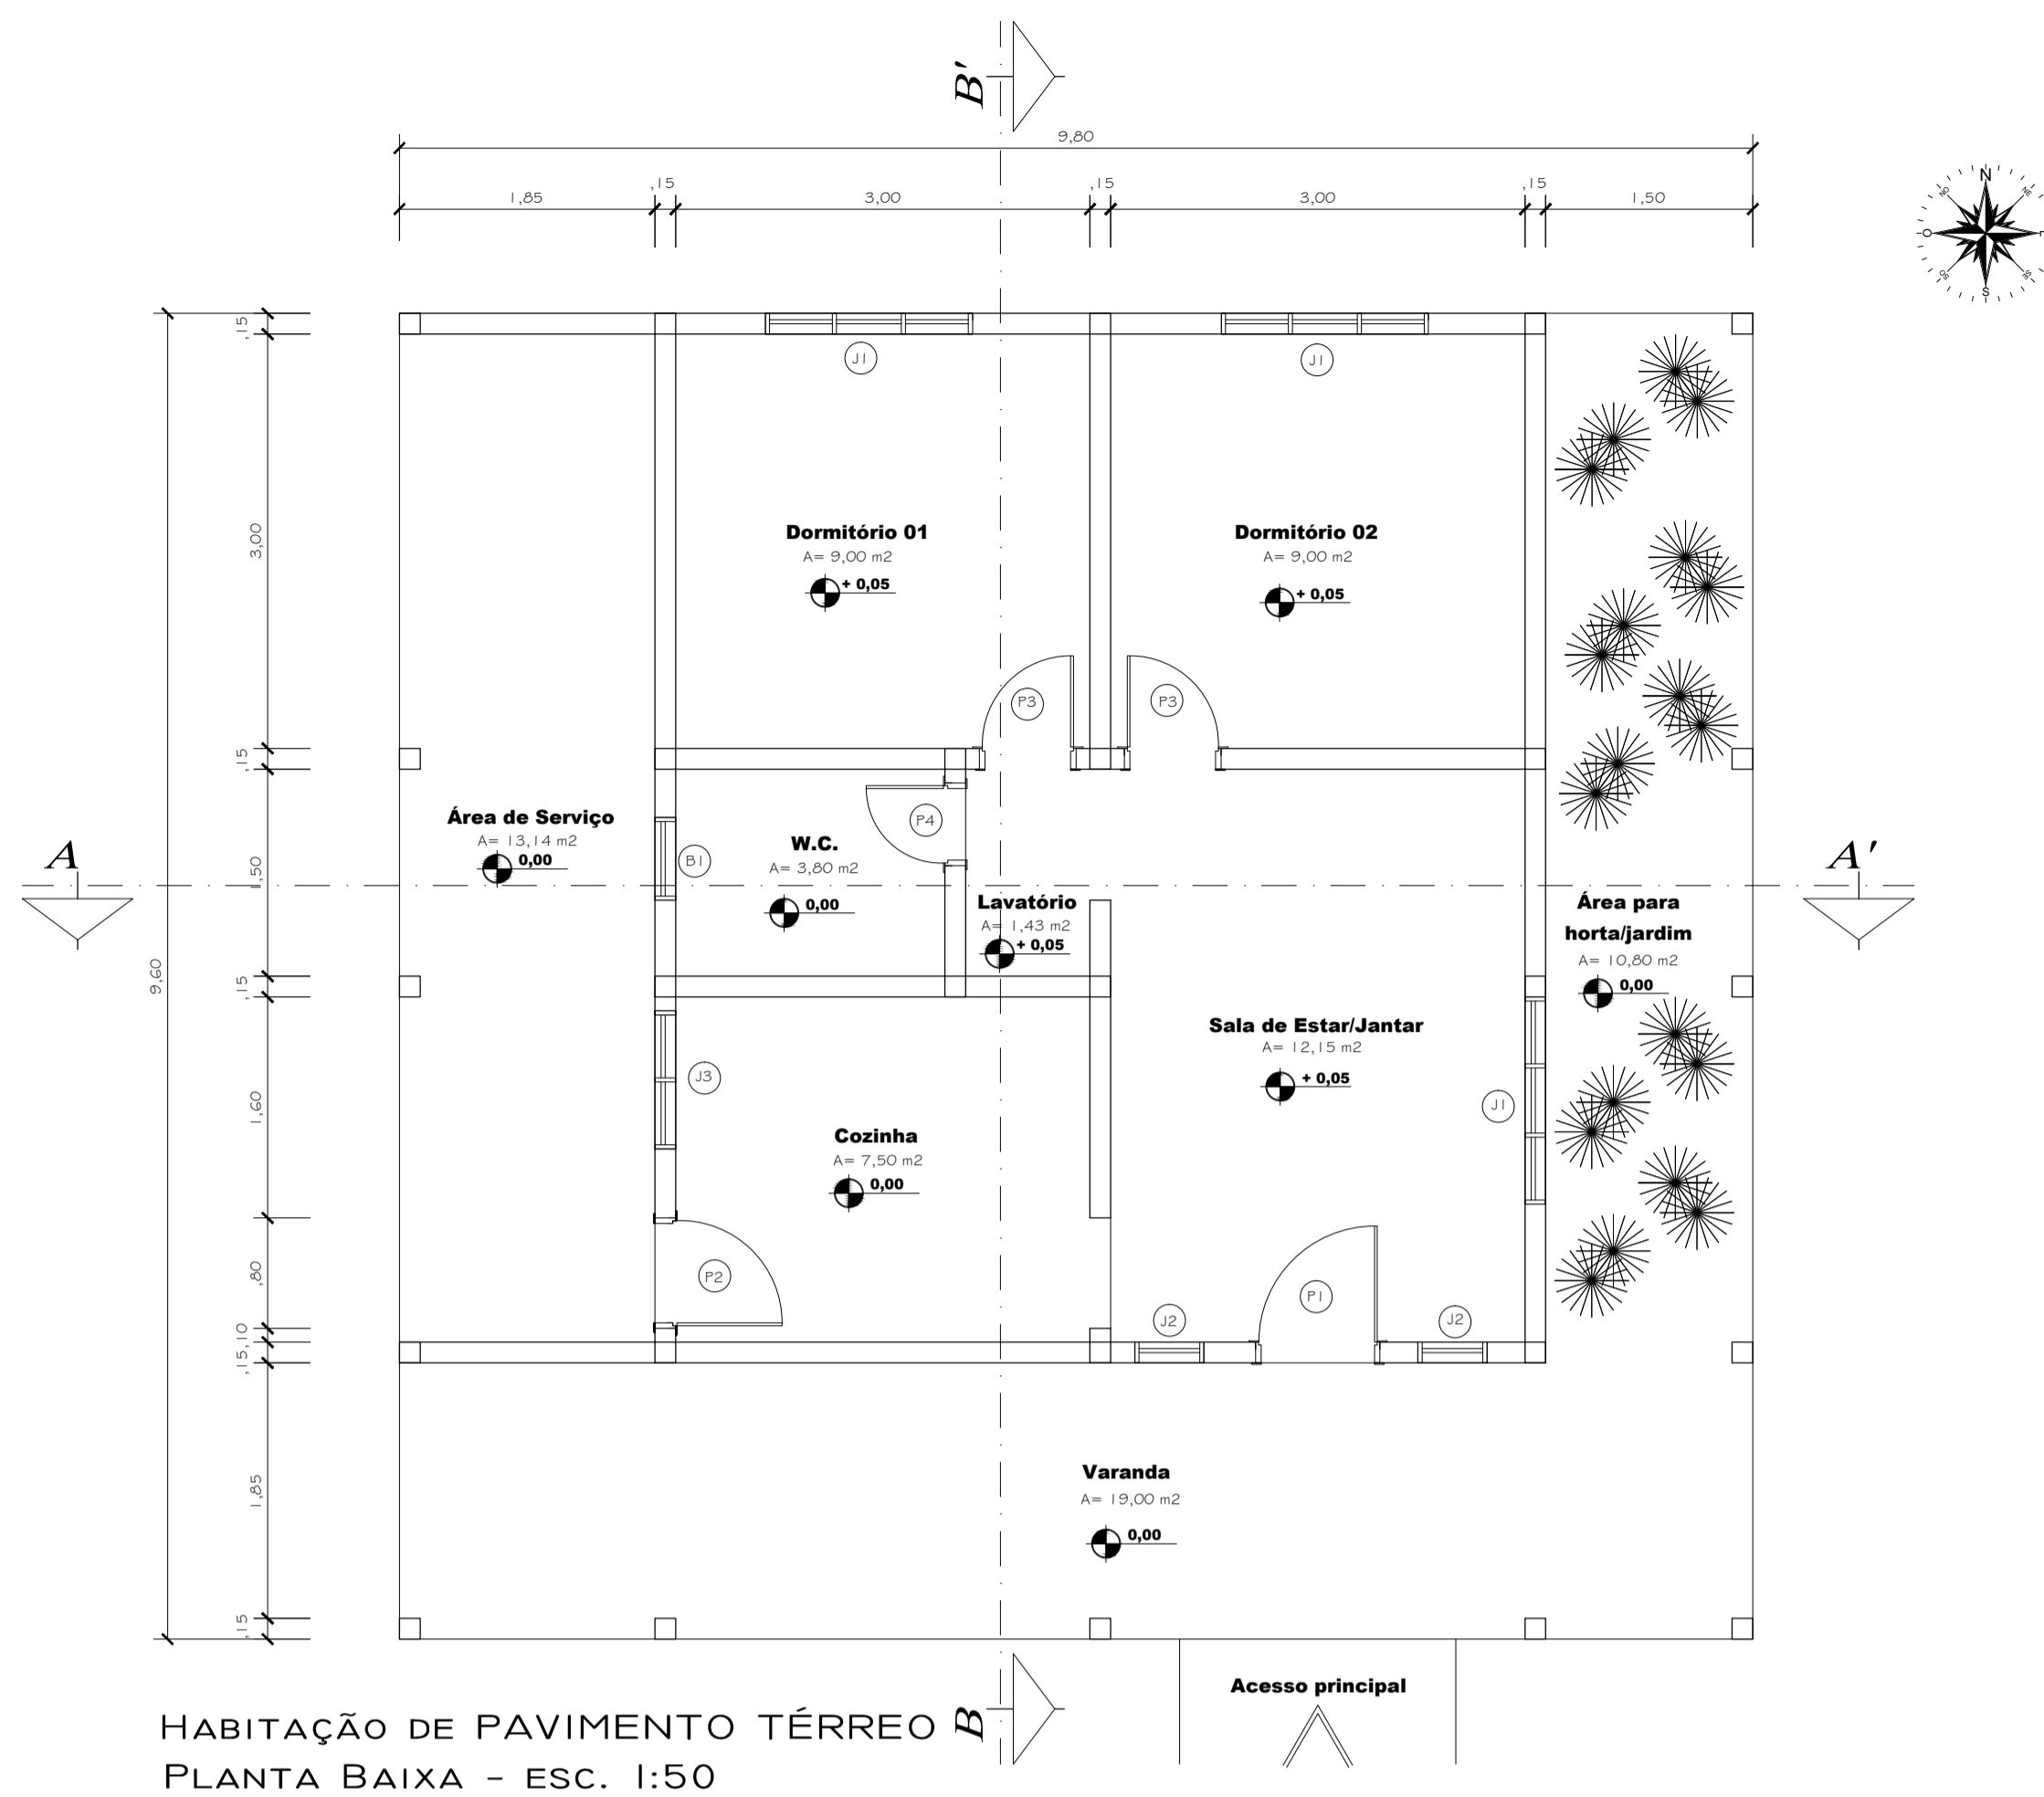 B'
9,80
,15
,15
,15
1,85
3,00
3,00
1,50
N
NO
NE
O
L
SO
SE
S
,15
J1
J1
3,00
Dormitório 01
A= 9,00 m2
+ 0,05
Dormitório 02
A= 9,00 m2
+ 0,05
P3
P3
,15
Área de Serviço
A= 13,14 m2
0,00
P4
W.C.
A= 3,80 m2
0,00
B1
A
A'
1,50
Lavatório
A= 1,43 m2
+ 0,05
Área para
horta/jardim
A= 10,80 m2
0,00
9,60
,15
Sala de Estar/Jantar
A= 12,15 m2
+ 0,05
J3
J1
1,60
Cozinha
A= 7,50 m2
0,00
P2
P1
,80
J2
J2
,10
,15
Varanda
A= 19,00 m2
0,00
1,85
,15
Acesso principal
B
HABITAÇÃO DE PAVIMENTO TÉRREO
PLANTA BAIXA - ESC. 1:50